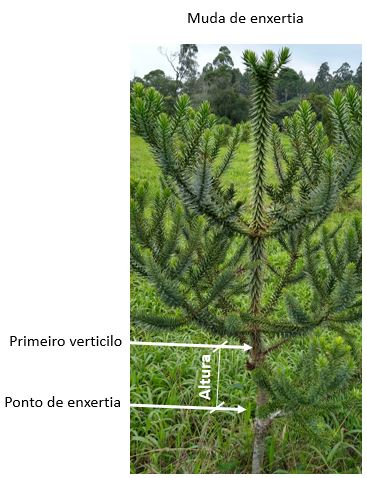 Muda de enxertia
Primeiro verticilo
Altura
Ponto de enxertia